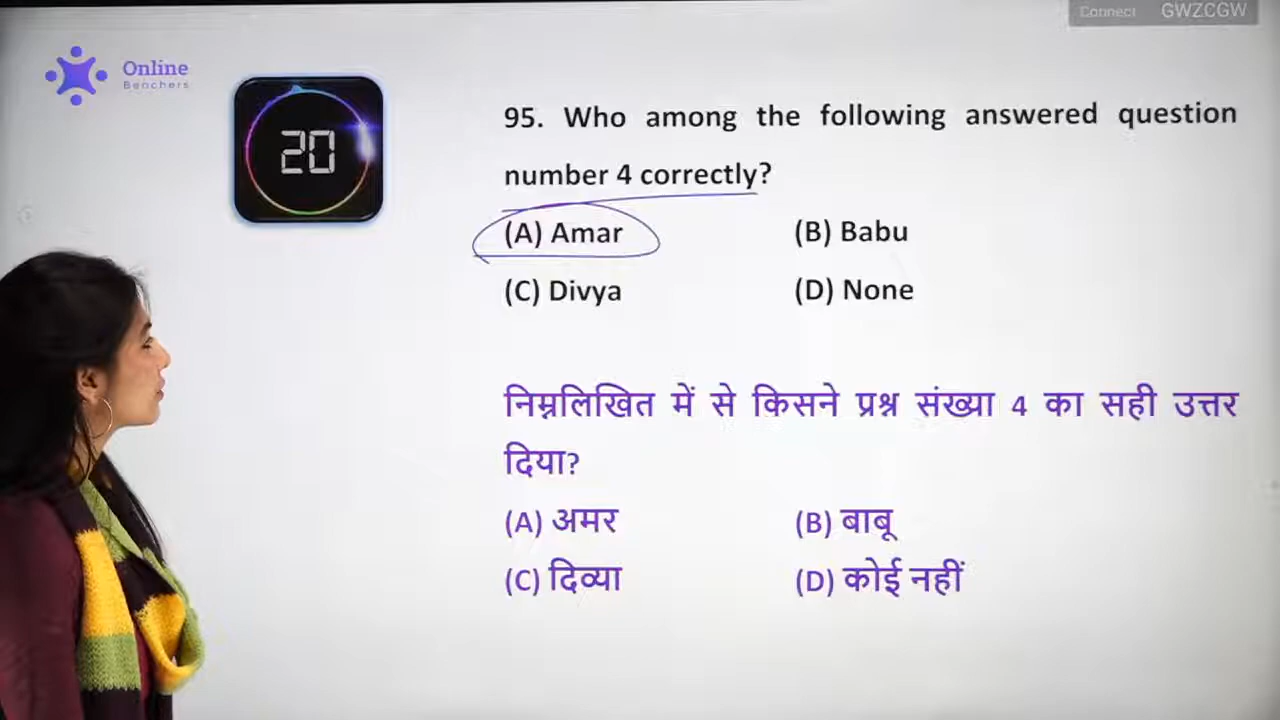 Connect GWZCGW
Online
Benchers
20
95. Who among the following answered question
number 4 correctly?
(A) Amar (B) Babu
(C) Divya (D) None
निम्नलिखित में से किसने प्रश्न संख्या 4 का सही उत्तर
दिया?
(A) अमर (B) बाबू
(C) दिव्या (D) कोई नहीं